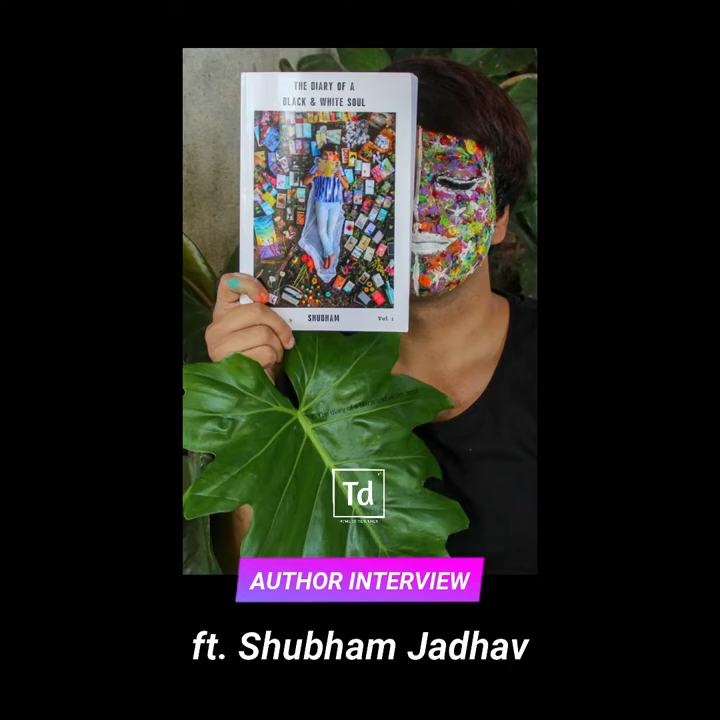 THE DIARY OF A
BLACK & WHITE SOUL
SHUBHAM
Vol. 1
Td
AUTHOR INTERVIEW
ft. Shubham Jadhav